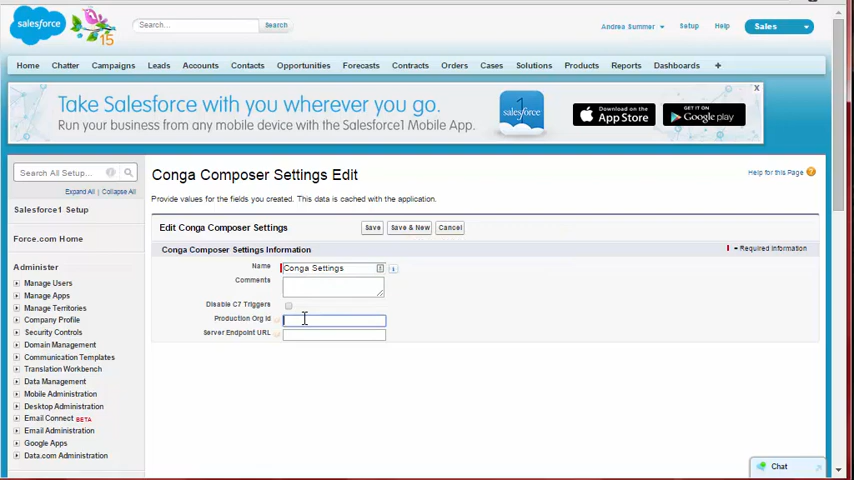 salesforce
15
Search...
Search
Andrea Summer
Setup
Help
Sales
Home
Chatter
Campaigns
Leads
Accounts
Contacts
Opportunities
Forecasts
Contracts
Orders
Cases
Solutions
Products
Reports
Dashboards
+
Take Salesforce with you wherever you go.
Run your business from any mobile device with the Salesforce1 Mobile App.
salesforce
Download on the
App Store
GET IT ON
Google play
X
Search All Setup...
Expand All | Collapse All
Salesforce1 Setup
Force.com Home
Administer
Manage Users
Manage Apps
Manage Territories
Company Profile
Security Controls
Domain Management
Communication Templates
Translation Workbench
Data Management
Mobile Administration
Desktop Administration
Email Connect BETA
Email Administration
Google Apps
Data.com Administration
Conga Composer Settings Edit
Help for this Page
Provide values for the fields you created. This data is cached with the application.
Edit Conga Composer Settings
Save
Save & New
Cancel
Conga Composer Settings Information
= Required Information
Name
Conga Settings
Comments
Disable C7 Triggers
Production Org Id
Server Endpoint URL
Chat